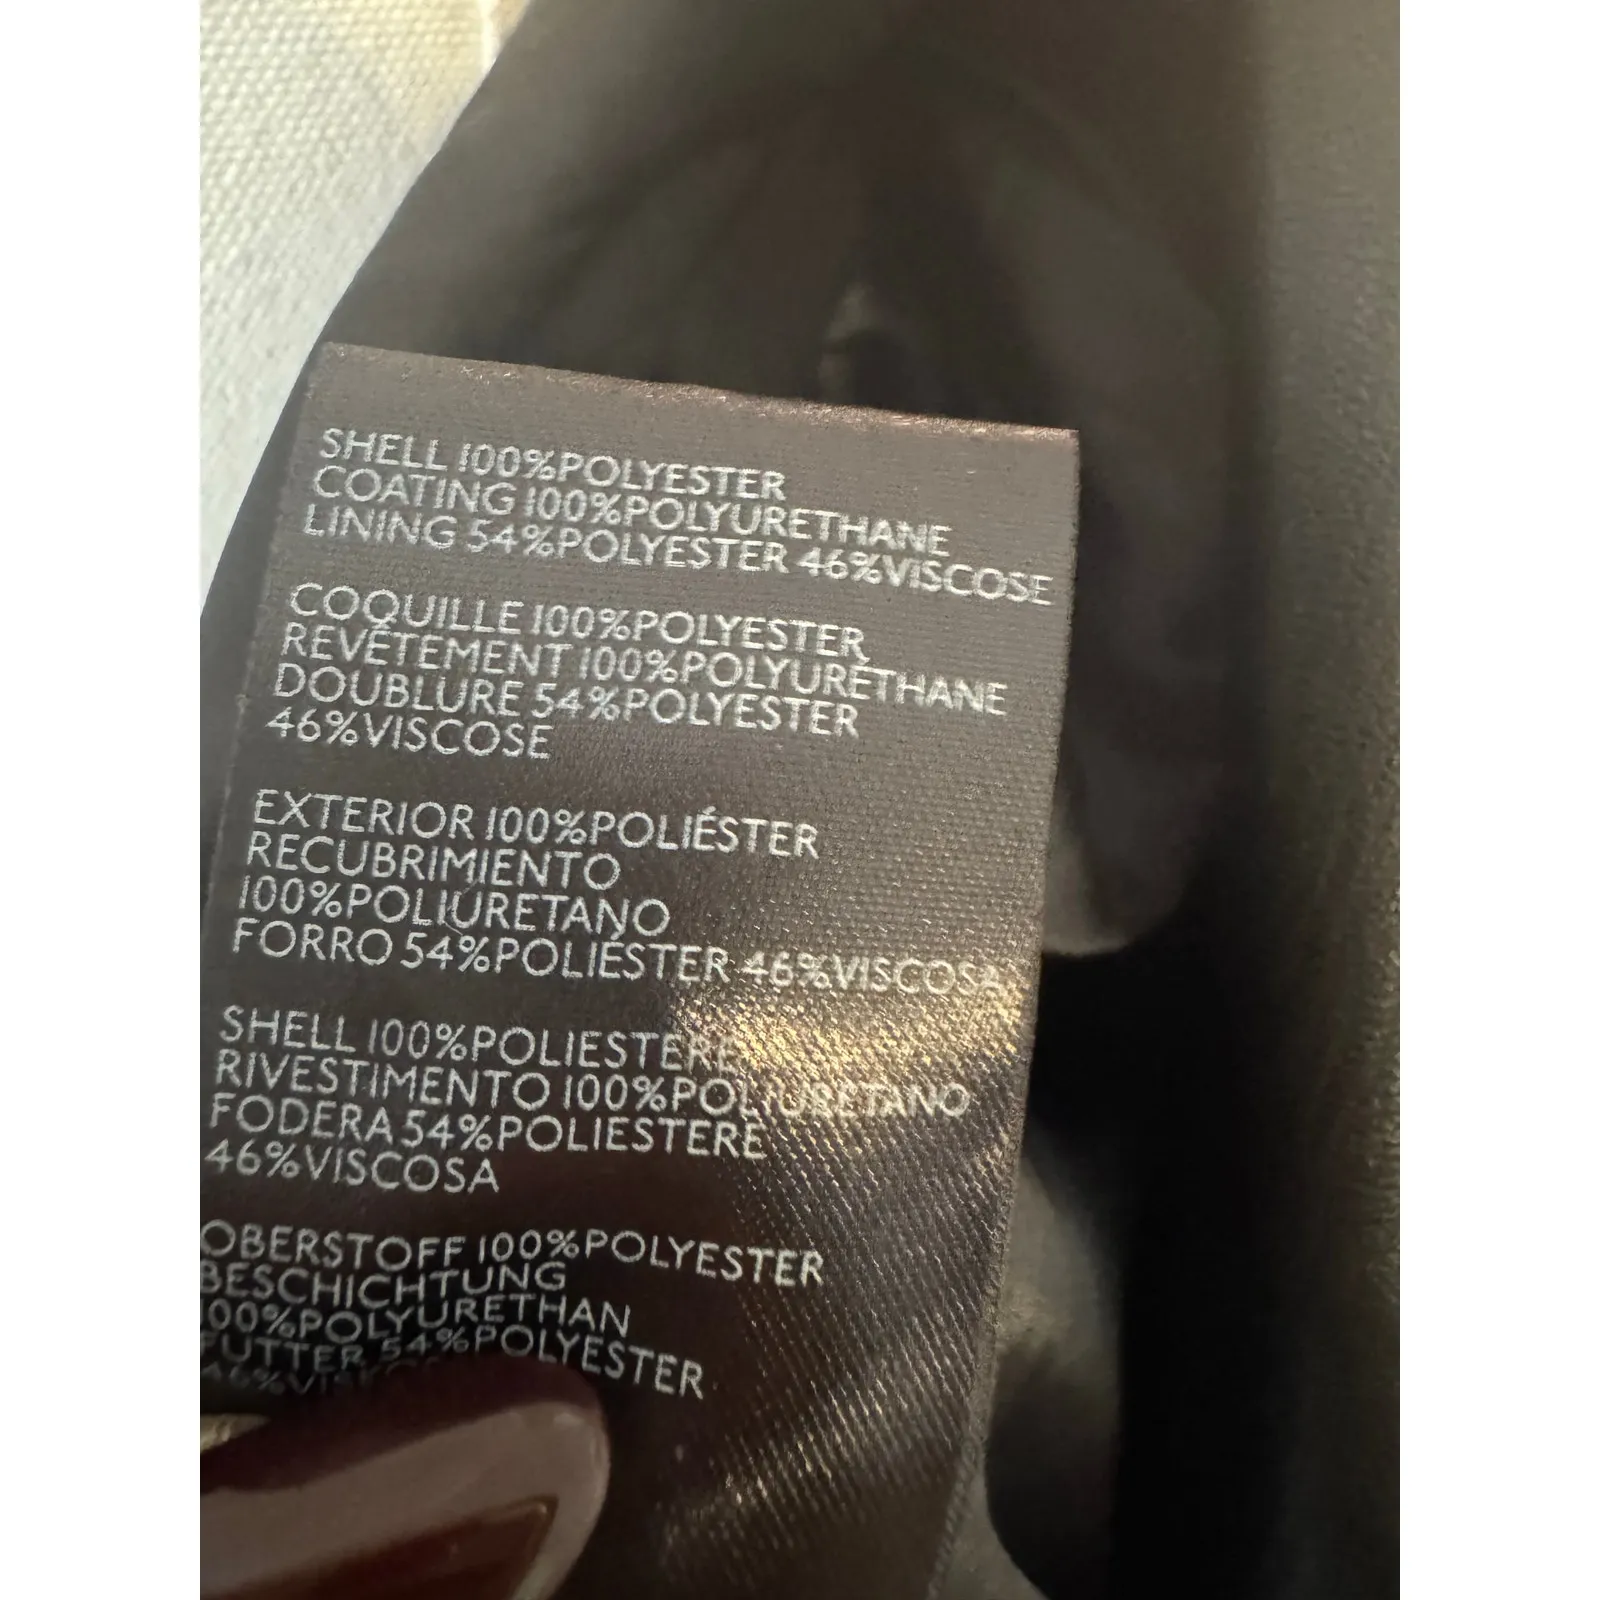 SHELL 100%POLYESTER
COATING 100%POLYURETHANE
LINING 54%POLYESTER 46%VISCOSE
COQUILLE 100%POLYESTER
REVÊTEMENT 100%POLYURÉTHANE
DOUBLURE 54%POLYESTER
46%VISCOSE
EXTERIOR 100%POLIÉSTER
RECUBRIMIENTO
100%POLIURETANO
FORRO 54%POLIÉSTER 46%VISCOSA
SHELL 100%POLIESTERE
RIVESTIMENTO 100%POLIURETANO
FODERA 54%POLIESTERE
46%VISCOSA
OBERSTOFF 100%POLYESTER
BESCHICHTUNG
100%POLYURETHAN
FUTTER 54%POLYESTER